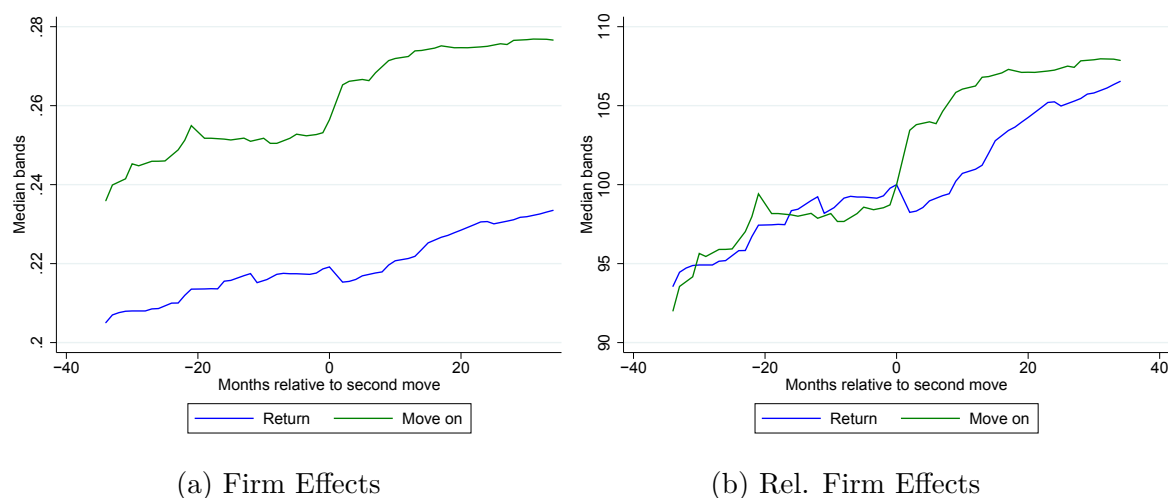 .28
.26
.24
.22
.2
Median bands
−40
−20
0
20
Months relative to second move
Return
Move on
(a) Firm Effects
110
105
100
95
90
Median bands
−40
−20
0
20
40
Months relative to second move
Return
Move on
(b) Rel. Firm Effects